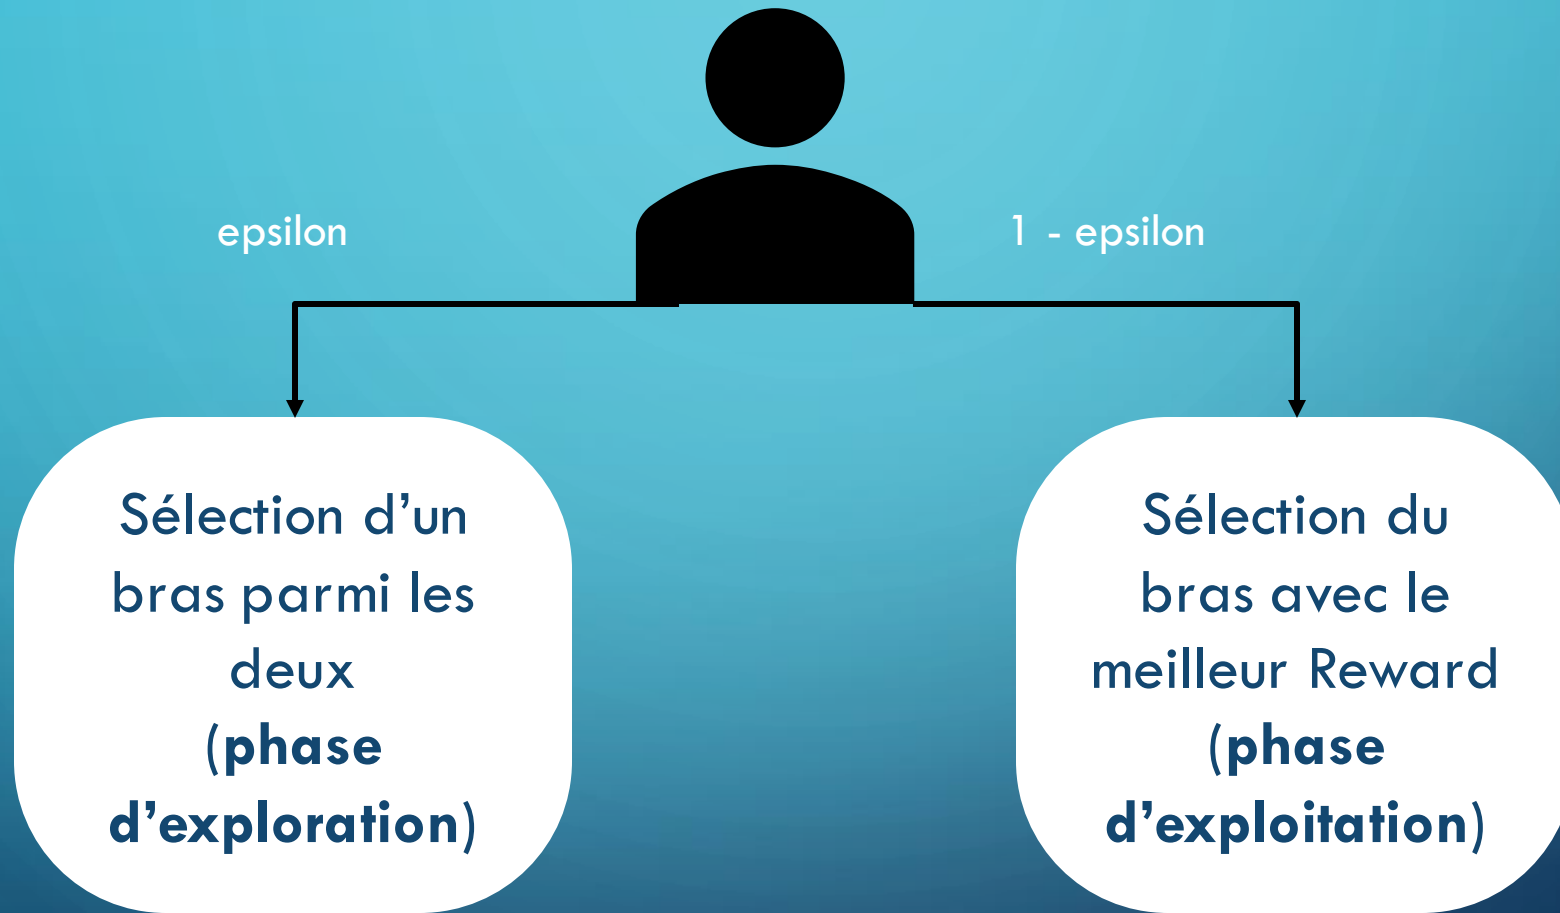 epsilon
1 - epsilon
Sélection d’un
bras parmi les
deux
(phase
d’exploration)
Sélection du
bras avec le
meilleur Reward
(phase
d’exploitation)